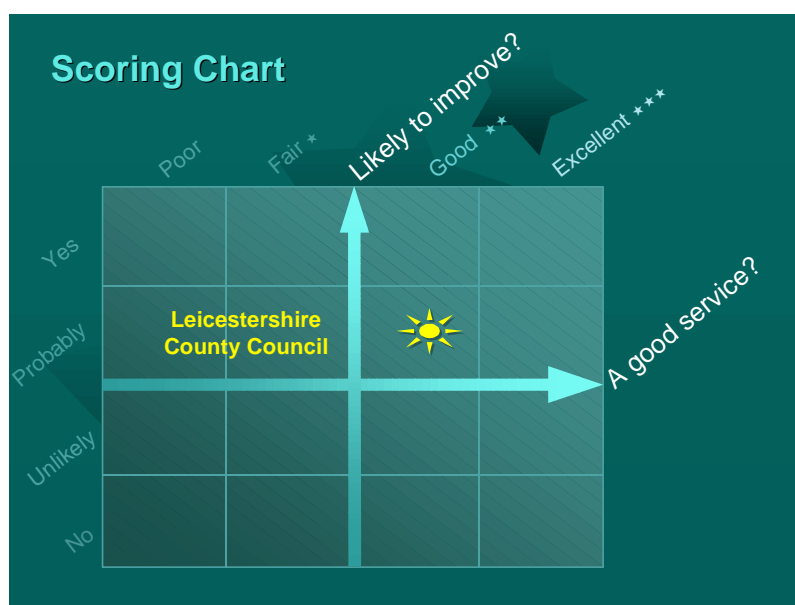 Scoring Chart
Likely to improve?
Poor
Fair ★
Good ★★
Excellent ★★★
Yes
Probably
Unlikely
No
Leicestershire
County Council
A good service?